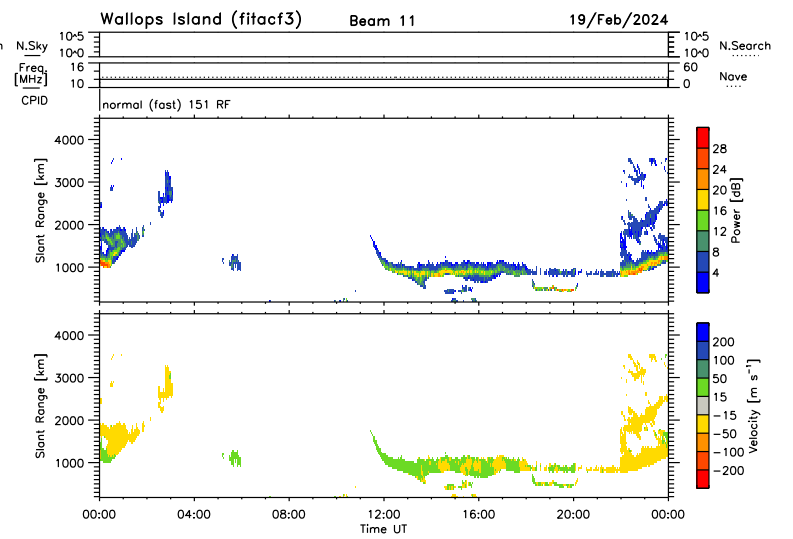 Wallops Island (fitacf3) Beam 11 19/Feb/2024
N.Sky 10^5 10^0 10^5 10^0 N.Search
Freq. [MHz] 16 10 60 0 Nave
CPID normal (fast) 151 RF
Slant Range [km]
4000
3000
2000
1000
28
24
20
16
12
8
4
Power [dB]
Slant Range [km]
4000
3000
2000
1000
200
100
50
15
-15
-50
-100
-200
Velocity [m s⁻¹]
00:00 04:00 08:00 12:00 16:00 20:00 00:00
Time UT